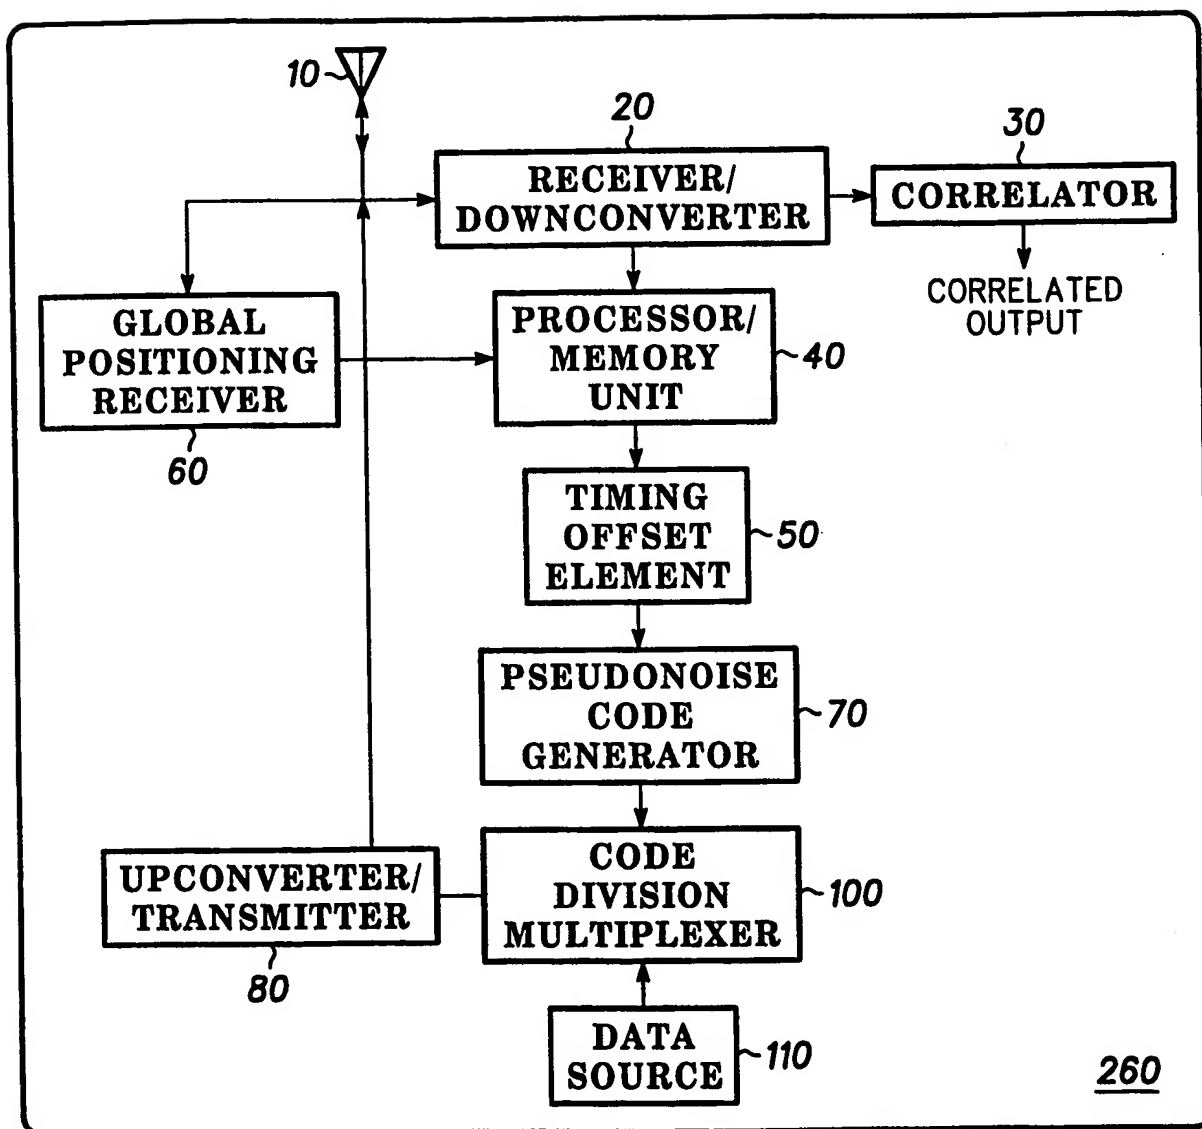 10
20
RECEIVER/
DOWNCONVERTER
30
CORRELATOR
CORRELATED
OUTPUT
GLOBAL
POSITIONING
RECEIVER
60
PROCESSOR/
MEMORY
UNIT
40
TIMING
OFFSET
ELEMENT
50
PSEUDONOISE
CODE
GENERATOR
70
UPCONVERTER/
TRANSMITTER
80
CODE
DIVISION
MULTIPLEXER
100
DATA
SOURCE
110
260